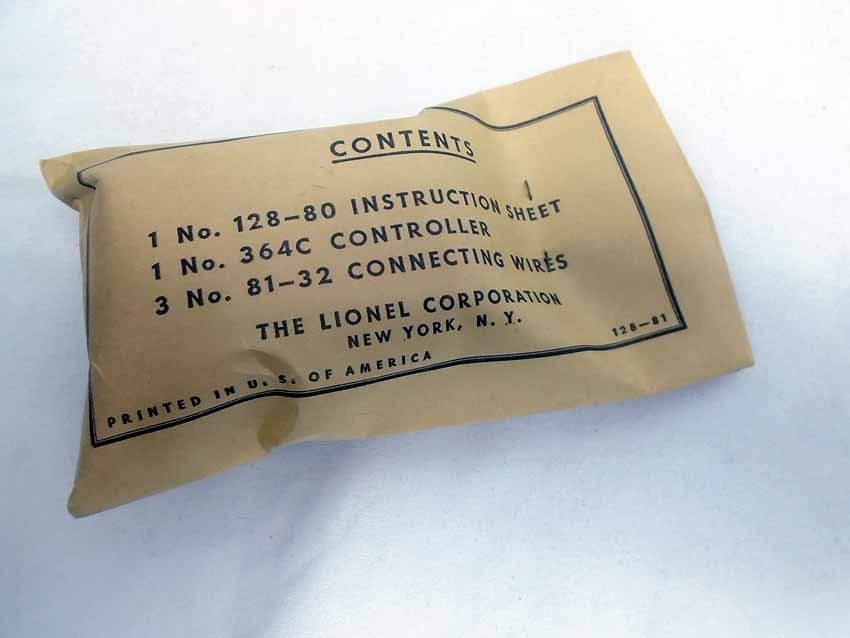 CONTENTS
1 No. 128-80 INSTRUCTION SHEET
1 No. 364C CONTROLLER
3 No. 81-32 CONNECTING WIRES
THE LIONEL CORPORATION
NEW YORK, N. Y.
PRINTED IN U. S. OF AMERICA
128-81